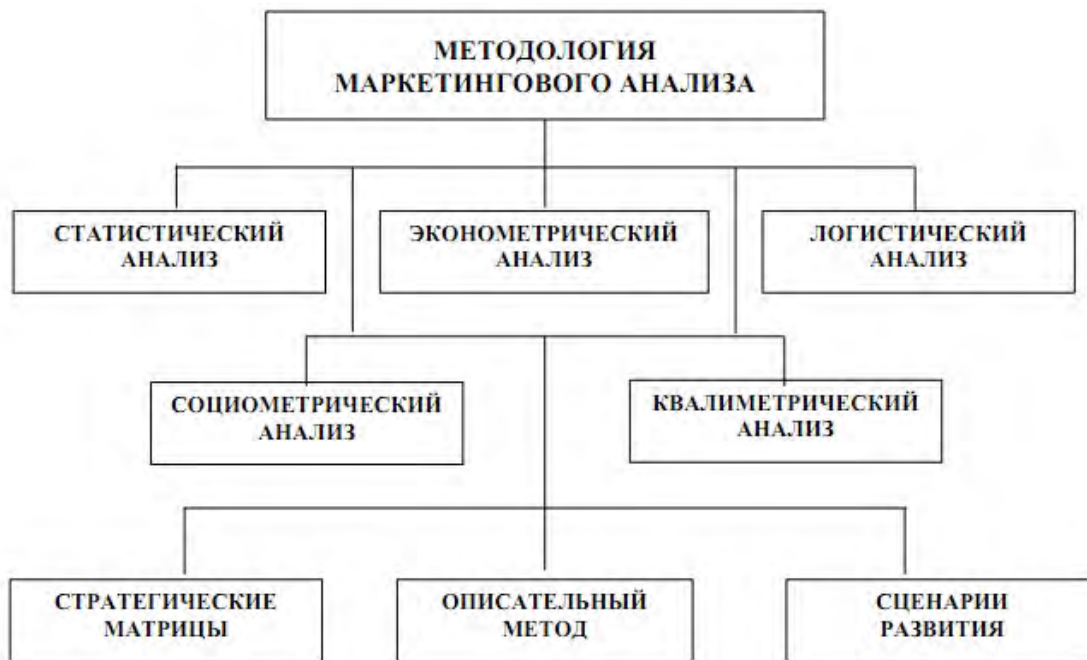 МЕТОДОЛОГИЯ
МАРКЕТИНГОВОГО АНАЛИЗА
СТАТИСТИЧЕСКИЙ
АНАЛИЗ
ЭКОНОМЕТРИЧЕСКИЙ
АНАЛИЗ
ЛОГИСТИЧЕСКИЙ
АНАЛИЗ
СОЦИОМЕТРИЧЕСКИЙ
АНАЛИЗ
КВАЛИМЕТРИЧЕСКИЙ
АНАЛИЗ
СТРАТЕГИЧЕСКИЕ
МАТРИЦЫ
ОПИСАТЕЛЬНЫЙ
МЕТОД
СЦЕНАРИИ
РАЗВИТИЯ